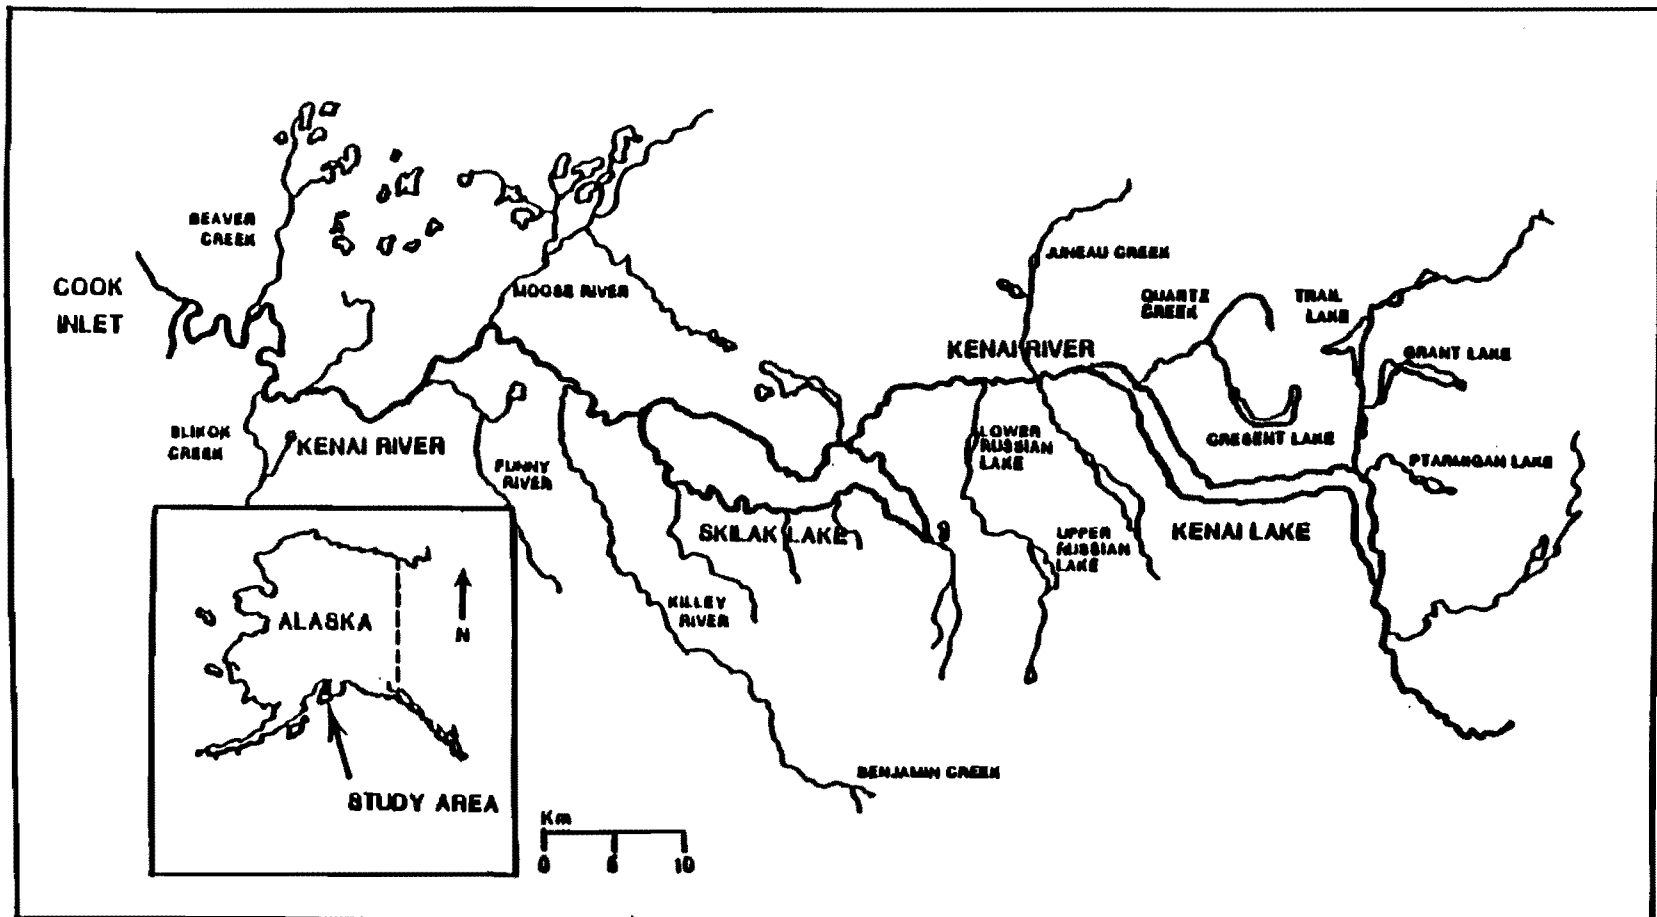 BEAVER
CREEK
COOK
INLET
MOOSE RIVER
JUNEAU CREEK
QUARTZ
CREEK
TRAIL
LAKE
GRANT LAKE
KENAI RIVER
SLIKOK
CREEK
KENAI RIVER
FUNNY
RIVER
LOWER
RUSSIAN
LAKE
CRESENT LAKE
PTARMIGAN LAKE
SKILAK LAKE
UPPER
RUSSIAN
LAKE
KENAI LAKE
KILLEY
RIVER
BENJAMIN CREEK
ALASKA
N
STUDY AREA
Km
0 5 10